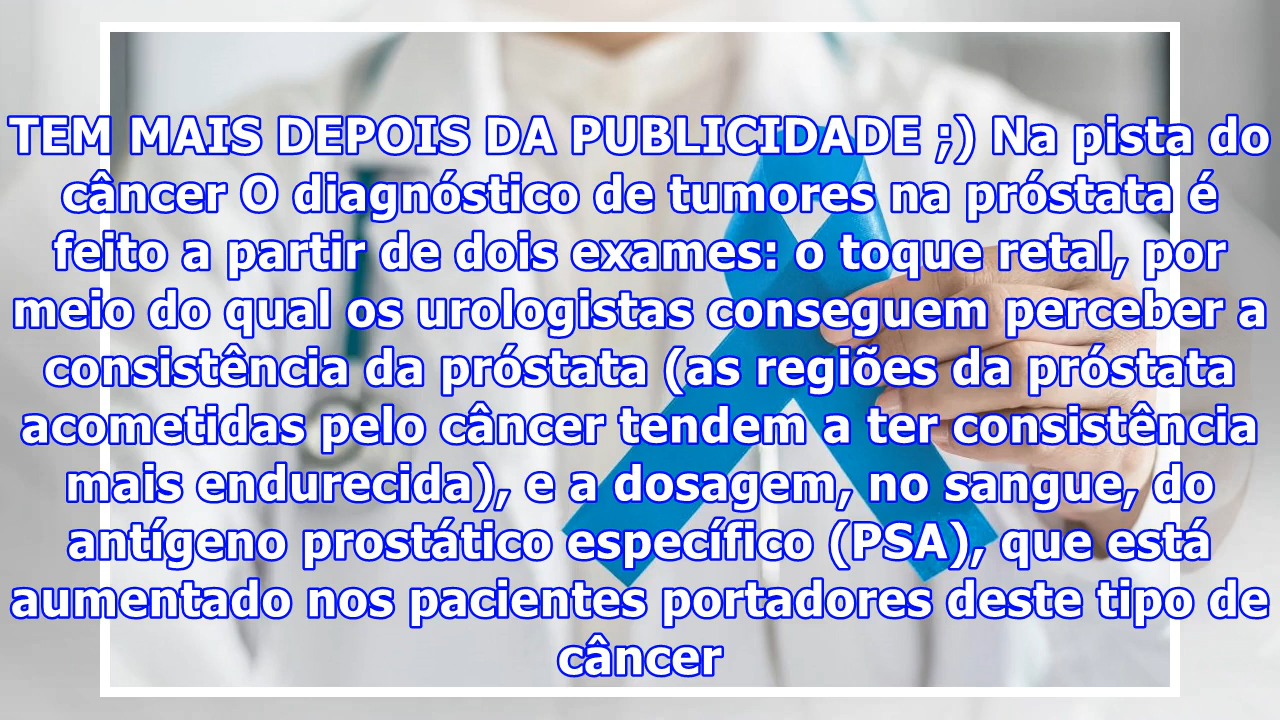 TEM MAIS DEPOIS DA PUBLICIDADE ;) Na pista do
câncer O diagnóstico de tumores na próstata é
feito a partir de dois exames: o toque retal, por
meio do qual os urologistas conseguem perceber a
consistência da próstata (as regiões da próstata
acometidas pelo câncer tendem a ter consistência
mais endurecida), e a dosagem, no sangue, do
antígeno prostático específico (PSA), que está
aumentado nos pacientes portadores deste tipo de
câncer